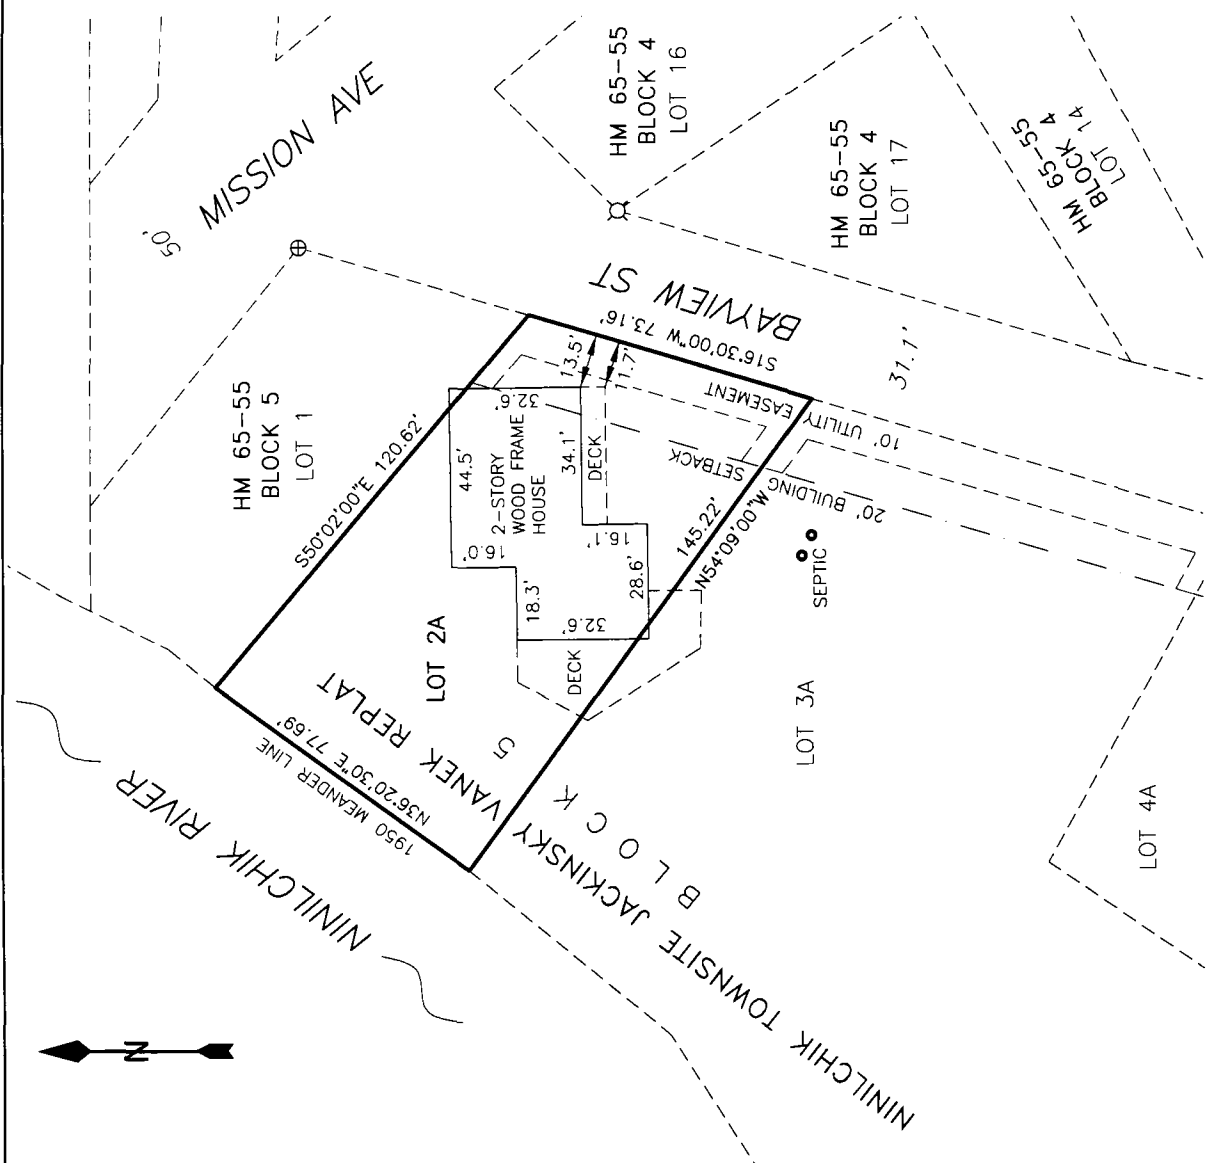 50' MISSION AVE
HM 65-55
BLOCK 4
LOT 16
HM 65-55
BLOCK 4
LOT 17
HM 65-55
BLOCK 4
LOT 14
HM 65-55
BLOCK 5
LOT 1
BAYVIEW ST
31.1'
S16°30'00"W 73.16'
S50°02'00"E 120.62'
13.5'
11.7'
32.6'
44.5'
2-STORY
WOOD FRAME
HOUSE
34.1'
DECK
16.0'
16.1'
18.3'
28.6'
32.6'
DECK
10' UTILITY EASEMENT
20' BUILDING SETBACK
145.22'
N54°09'00"W
SEPTIC
LOT 2A
N36°20'30"E 77.69'
1950 MEANDER LINE
NINILCHIK RIVER
NINILCHIK TOWNSITE JACKINSKY VANEK REPLAT
BLOCK 5
LOT 3A
LOT 4A
N